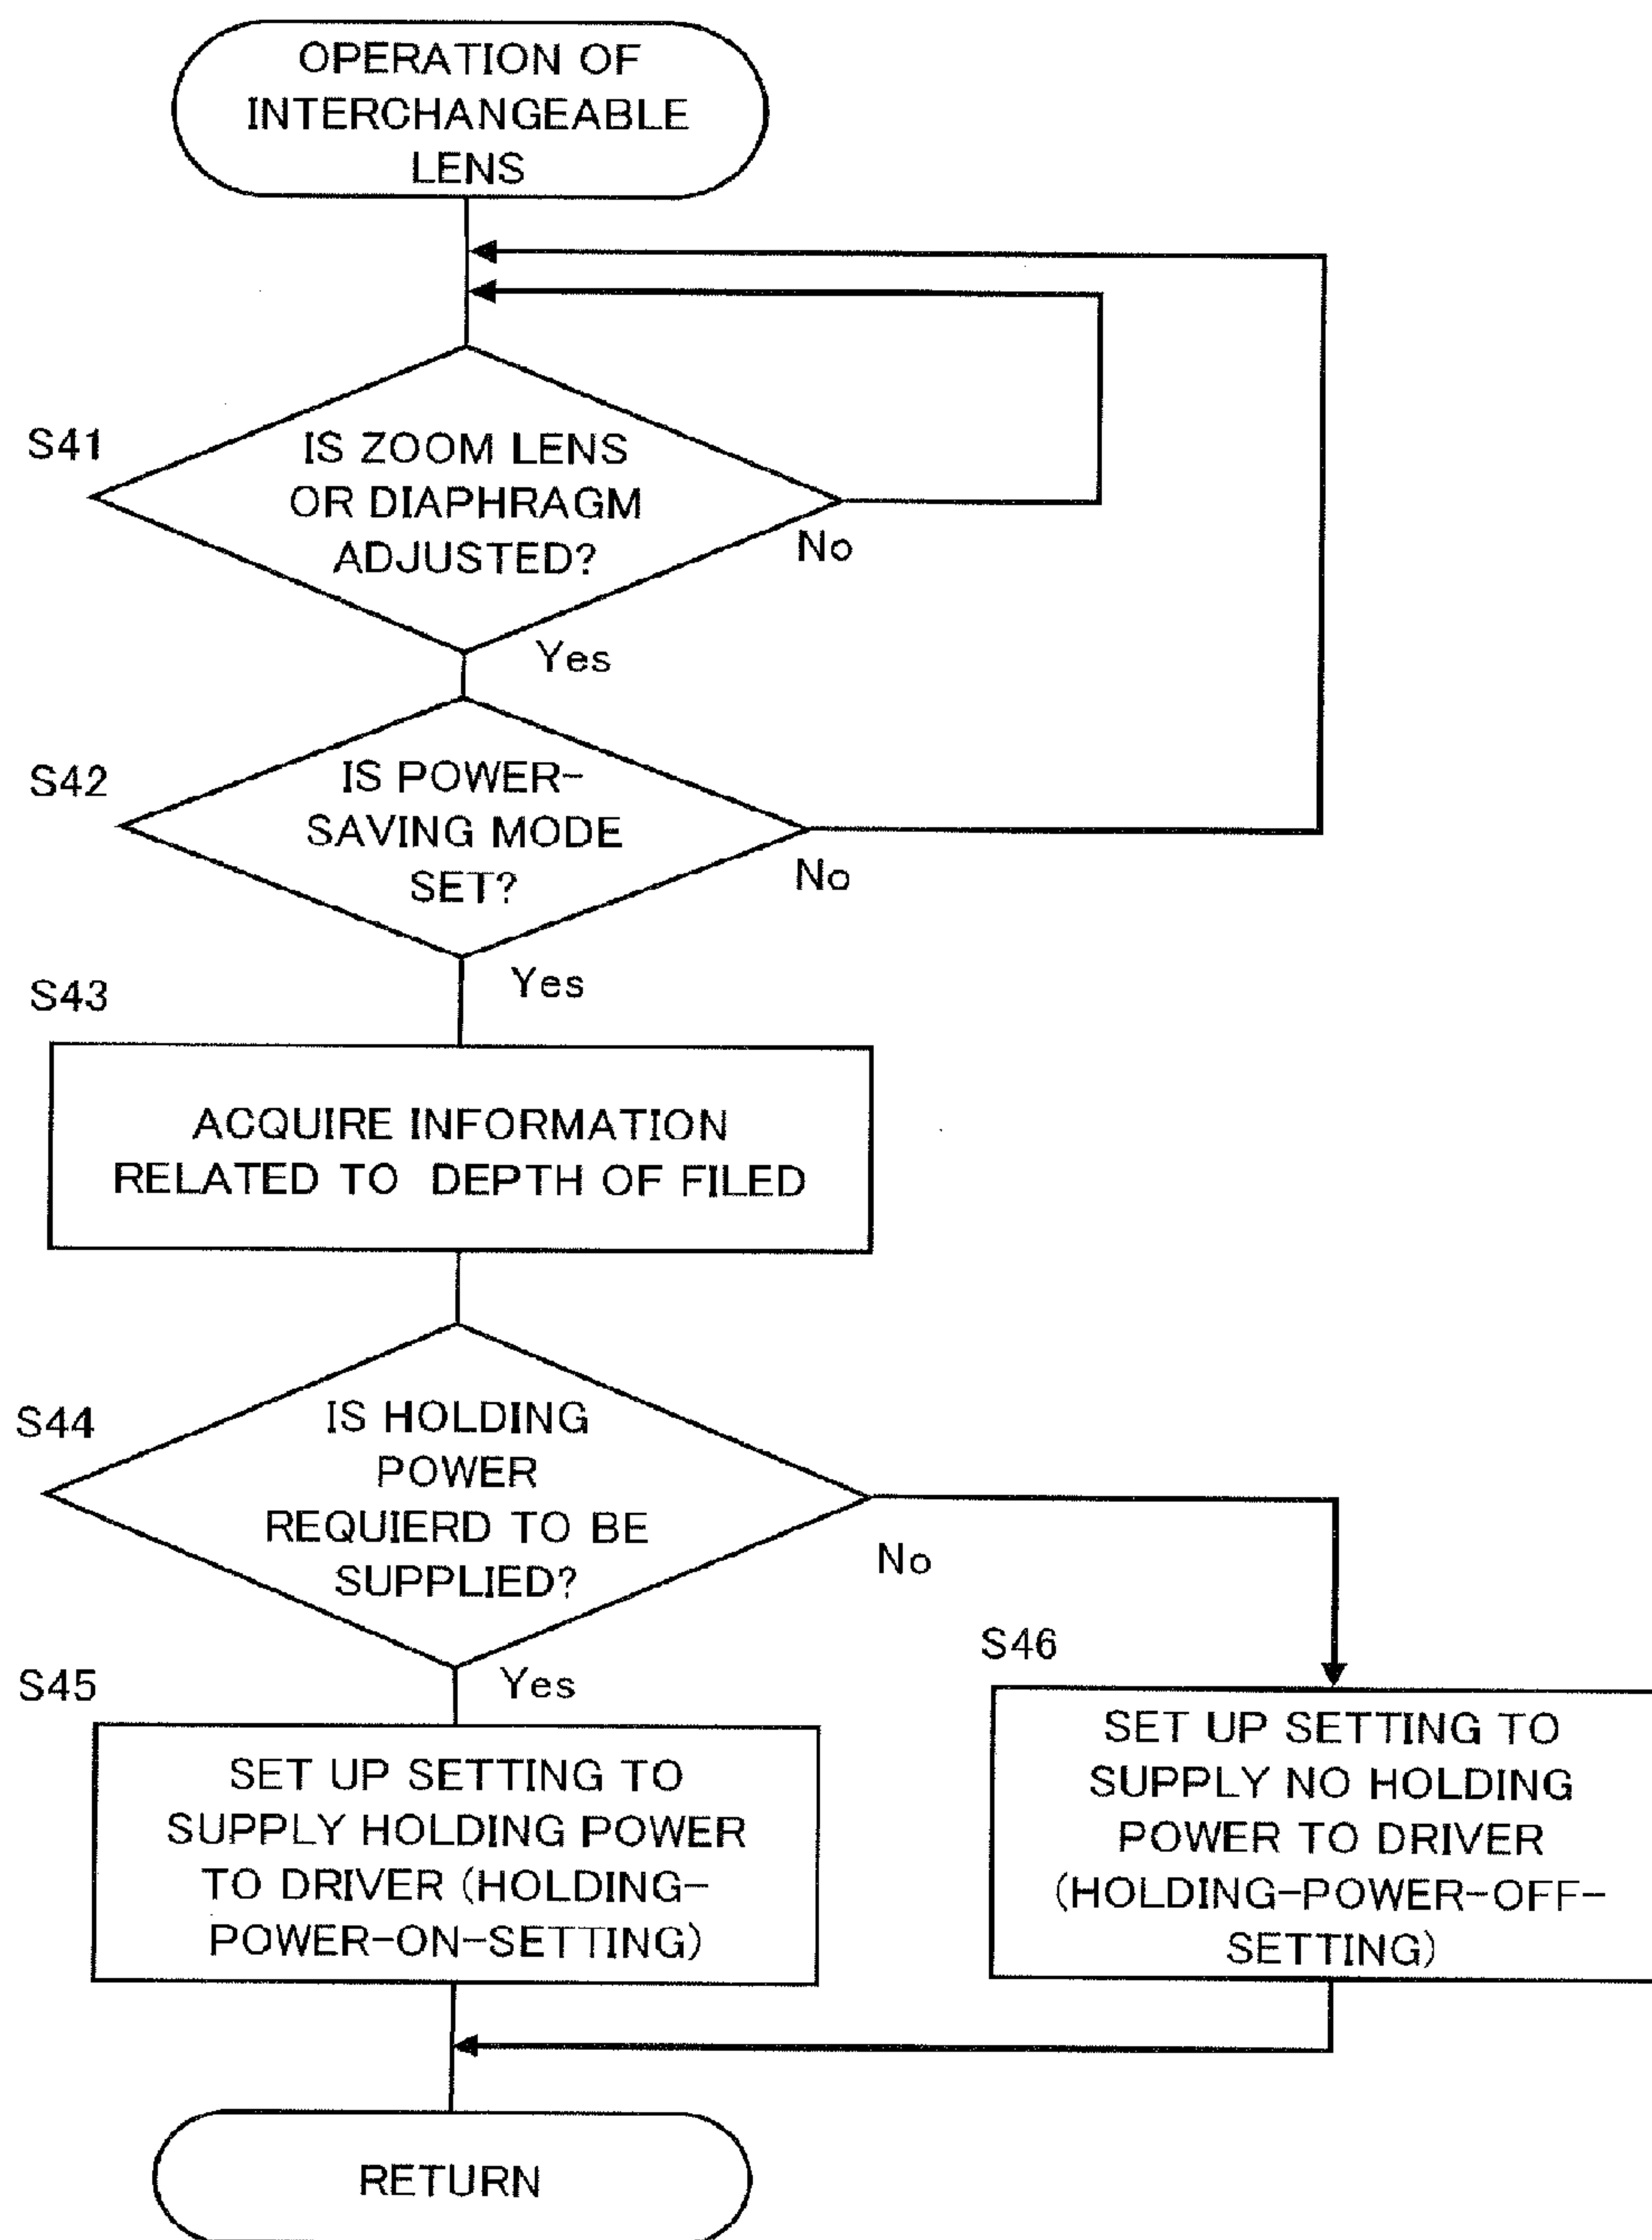 OPERATION OF
INTERCHANGEABLE
LENS
S41
IS ZOOM LENS
OR DIAPHRAGM
ADJUSTED?
No
Yes
S42
IS POWER-
SAVING MODE
SET?
No
Yes
S43
ACQUIRE INFORMATION
RELATED TO DEPTH OF FILED
S44
IS HOLDING
POWER
REQUIERD TO BE
SUPPLIED?
No
Yes
S45
SET UP SETTING TO
SUPPLY HOLDING POWER
TO DRIVER (HOLDING-
POWER-ON-SETTING)
S46
SET UP SETTING TO
SUPPLY NO HOLDING
POWER TO DRIVER
(HOLDING-POWER-OFF-
SETTING)
RETURN